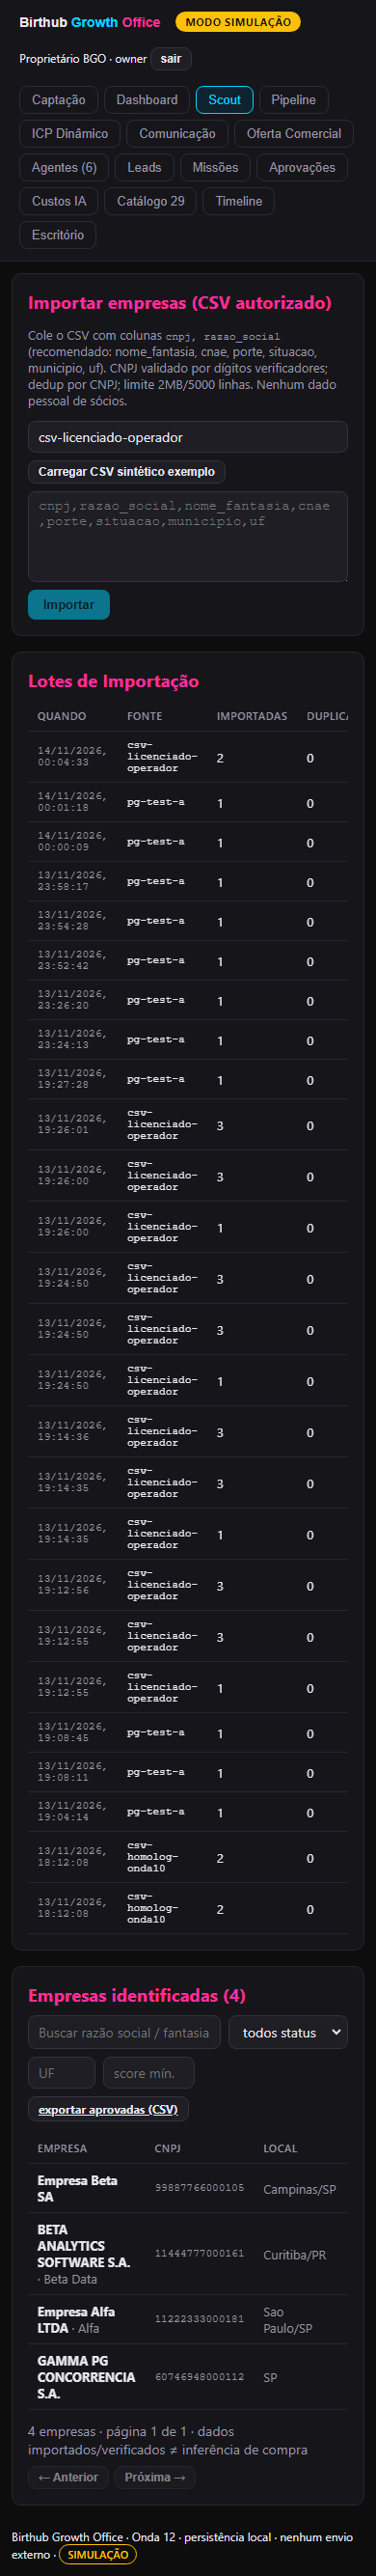 Birthub Growth Office MODO SIMULAÇÃO
Proprietário BGO · owner sair
Captação Dashboard Scout Pipeline
ICP Dinâmico Comunicação Oferta Comercial
Agentes (6) Leads Missões Aprovações
Custos IA Catálogo 29 Timeline
Escritório
Importar empresas (CSV autorizado)
Cole o CSV com colunas cnpj, razao_social
(recomendado: nome_fantasia, cnae, porte, situacao,
municipio, uf). CNPJ validado por dígitos verificadores;
dedup por CNPJ; limite 2MB/5000 linhas. Nenhum dado
pessoal de sócios.
csv-licenciado-operador
Carregar CSV sintético exemplo
cnpj,razao_social,nome_fantasia,cnae
,porte,situacao,municipio,uf
Importar
Lotes de Importação
QUANDO FONTE IMPORTADAS DUPLICA
14/11/2026, 00:04:33 csv-licenciado-operador 2 0
14/11/2026, 00:01:18 pg-test-a 1 0
14/11/2026, 00:00:09 pg-test-a 1 0
13/11/2026, 23:58:17 pg-test-a 1 0
13/11/2026, 23:54:28 pg-test-a 1 0
13/11/2026, 23:52:42 pg-test-a 1 0
13/11/2026, 23:26:20 pg-test-a 1 0
13/11/2026, 23:24:13 pg-test-a 1 0
13/11/2026, 19:27:28 pg-test-a 1 0
13/11/2026, 19:26:01 csv-licenciado-operador 3 0
13/11/2026, 19:26:00 csv-licenciado-operador 3 0
13/11/2026, 19:26:00 csv-licenciado-operador 1 0
13/11/2026, 19:24:50 csv-licenciado-operador 3 0
13/11/2026, 19:24:50 csv-licenciado-operador 3 0
13/11/2026, 19:24:50 csv-licenciado-operador 1 0
13/11/2026, 19:14:36 csv-licenciado-operador 3 0
13/11/2026, 19:14:35 csv-licenciado-operador 3 0
13/11/2026, 19:14:35 csv-licenciado-operador 1 0
13/11/2026, 19:12:56 csv-licenciado-operador 3 0
13/11/2026, 19:12:55 csv-licenciado-operador 3 0
13/11/2026, 19:12:55 csv-licenciado-operador 1 0
13/11/2026, 19:08:45 pg-test-a 1 0
13/11/2026, 19:08:11 pg-test-a 1 0
13/11/2026, 19:04:14 pg-test-a 1 0
13/11/2026, 18:12:08 csv-homolog-onda10 2 0
13/11/2026, 18:12:08 csv-homolog-onda10 2 0
Empresas identificadas (4)
Buscar razão social / fantasia todos status
UF score mín.
exportar aprovadas (CSV)
EMPRESA CNPJ LOCAL
Empresa Beta SA 99887766000105 Campinas/SP
BETA ANALYTICS SOFTWARE S.A. · Beta Data 11444777000161 Curitiba/PR
Empresa Alfa LTDA · Alfa 11222333000181 Sao Paulo/SP
GAMMA PG CONCORRENCIA S.A. 60746948000112 SP
4 empresas · página 1 de 1 · dados
importados/verificados ≠ inferência de compra
← Anterior Próxima →
Birthub Growth Office · Onda 12 · persistência local · nenhum envio
externo · SIMULAÇÃO